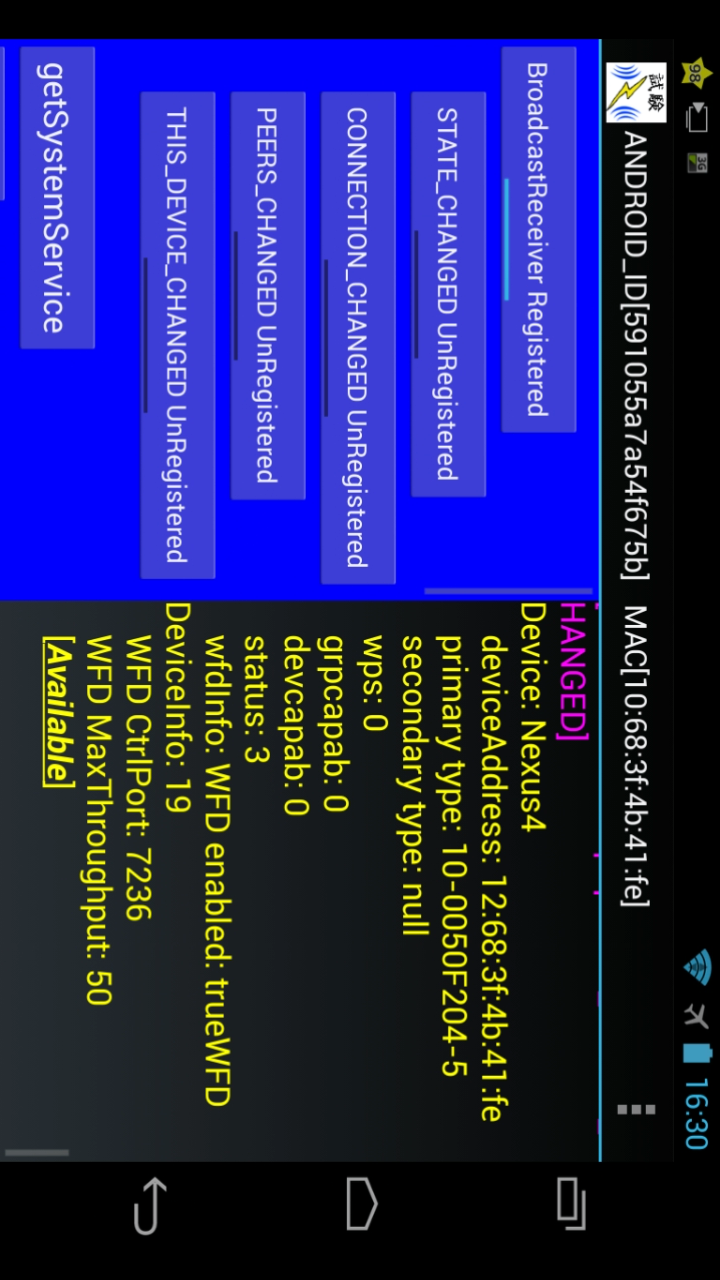 98
3G
16:30
試験
ANDROID_ID[591055a7a54f675b] MAC[10:68:3f:4b:41:fe]
BroadcastReceiver Registered
STATE_CHANGED UnRegistered
CONNECTION_CHANGED UnRegistered
PEERS_CHANGED UnRegistered
THIS_DEVICE_CHANGED UnRegistered
getSystemService
HANGED]
Device: Nexus4
deviceAddress: 12:68:3f:4b:41:fe
primary type: 10-0050F204-5
secondary type: null
wps: 0
grpcapab: 0
devcapab: 0
status: 3
wfdInfo: WFD enabled: trueWFD
DeviceInfo: 19
WFD CtrlPort: 7236
WFD MaxThroughput: 50
[Available]